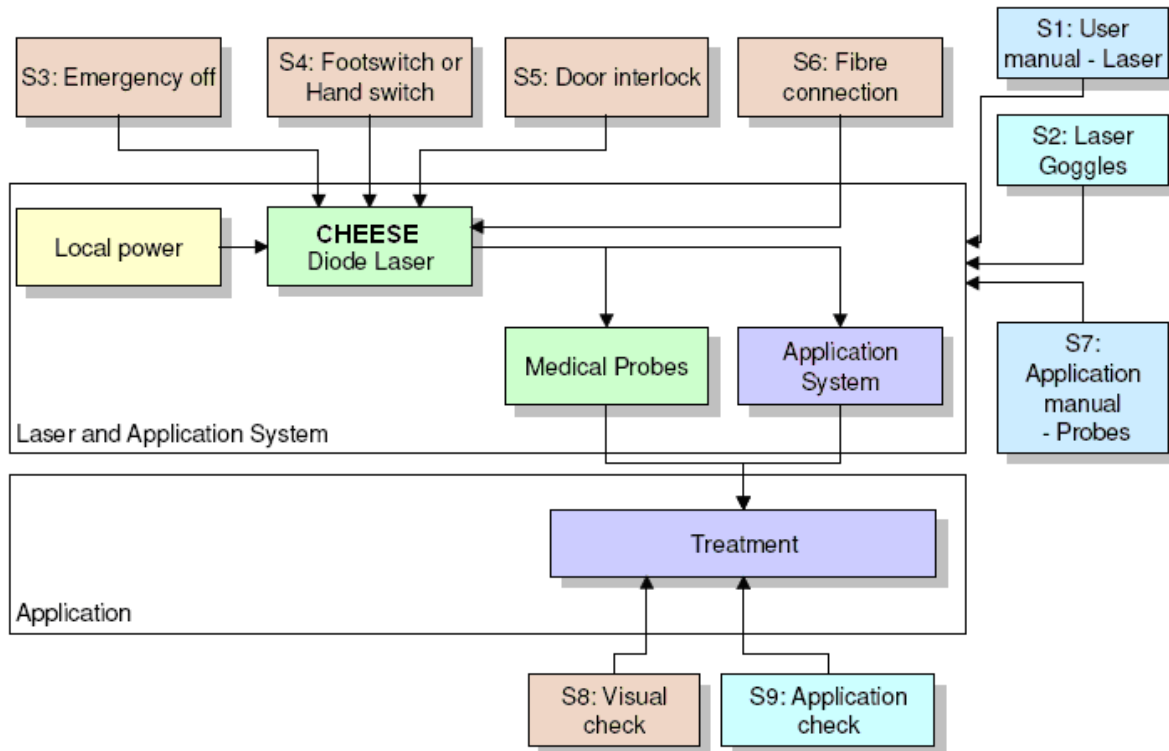 S3: Emergency off
S4: Footswitch or
Hand switch
S5: Door interlock
S6: Fibre
connection
S1: User
manual - Laser
S2: Laser
Goggles
Local power
CHEESE
Diode Laser
Medical Probes
Application
System
S7:
Application
manual
- Probes
Laser and Application System
Treatment
Application
S8: Visual
check
S9: Application
check